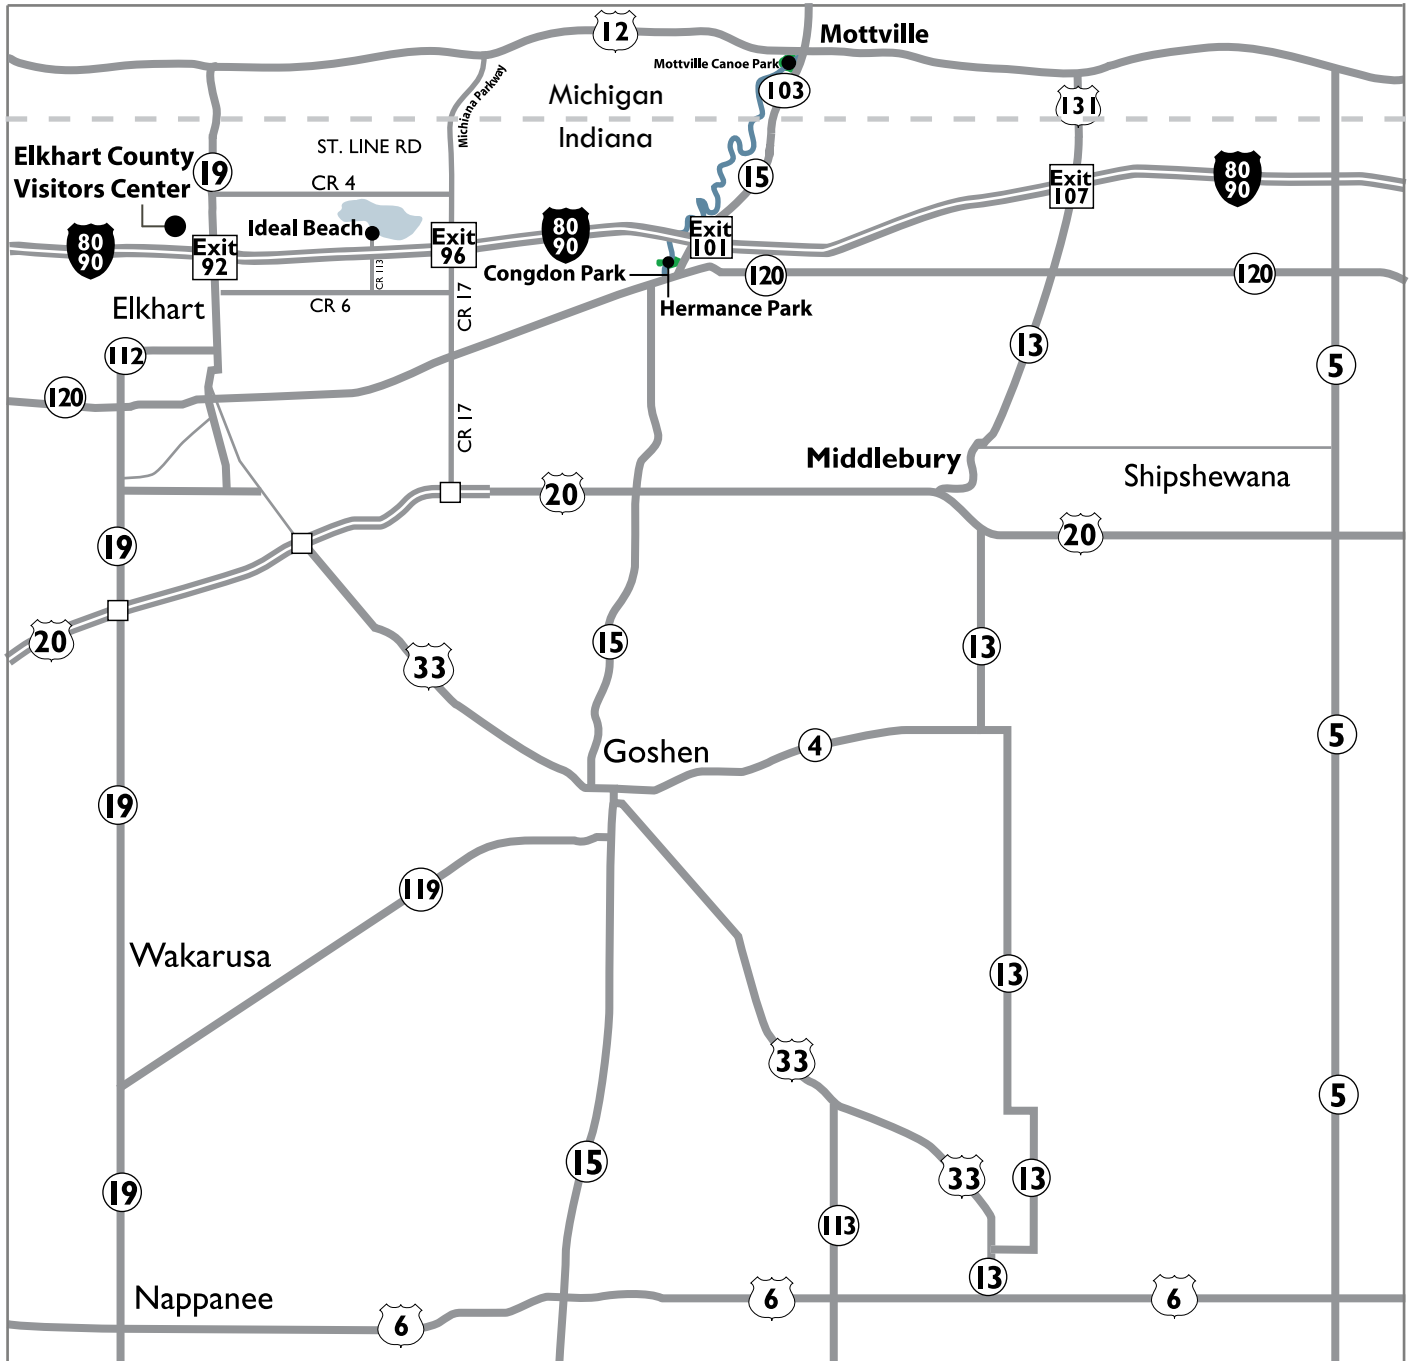 12
Mottville
Mottville Canoe Park
103
Michiana Parkway
Michigan
Indiana
131
ST. LINE RD
Elkhart County
Visitors Center
19
CR 4
15
Exit
107
80
90
Ideal Beach
80
90
Exit
92
Exit
96
80
90
Exit
101
CR 113
Congdon Park
120
120
CR 6
CR 17
Hermance Park
Elkhart
112
13
5
120
CR 17
Middlebury
Shipshewana
20
20
19
20
33
15
13
Goshen
4
5
19
119
Wakarusa
13
33
5
15
33
13
19
113
13
Nappanee
6
6
6